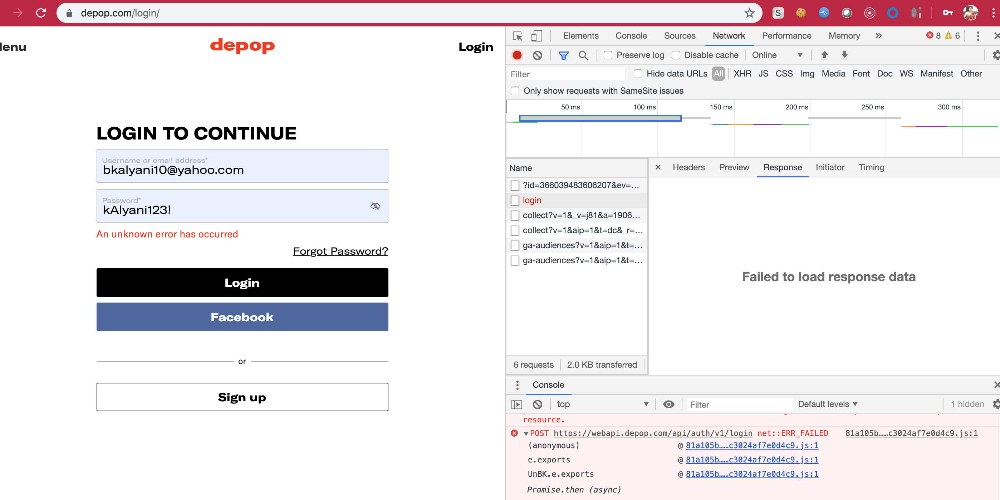 depop.com/login/
S
enu
depop
Login
LOGIN TO CONTINUE
Username or email address*
bkalyani10@yahoo.com
Password*
kAlyani123!
An unknown error has occurred
Forgot Password?
Login
Facebook
or
Sign up
Elements Console Sources Network Performance Memory » 8 6
Preserve log Disable cache Online
Filter Hide data URLs All XHR JS CSS Img Media Font Doc WS Manifest Other
Only show requests with SameSite issues
50 ms 100 ms 150 ms 200 ms 250 ms 300 ms
Name
?id=366039483606207&ev=…
login
collect?v=1&_v=j81&a=1906…
collect?v=1&aip=1&t=dc&_r=…
ga-audiences?v=1&aip=1&t=…
ga-audiences?v=1&aip=1&t=…
6 requests 2.0 KB transferred
× Headers Preview Response Initiator Timing
Failed to load response data
Console
top Filter Default levels 1 hidden
resource.
POST https://webapi.depop.com/api/auth/v1/login net::ERR_FAILED 81a105b……c3024af7e0d4c9.js:1
(anonymous) @ 81a105b……c3024af7e0d4c9.js:1
e.exports @ 81a105b……c3024af7e0d4c9.js:1
UnBK.e.exports @ 81a105b……c3024af7e0d4c9.js:1
Promise.then (async)